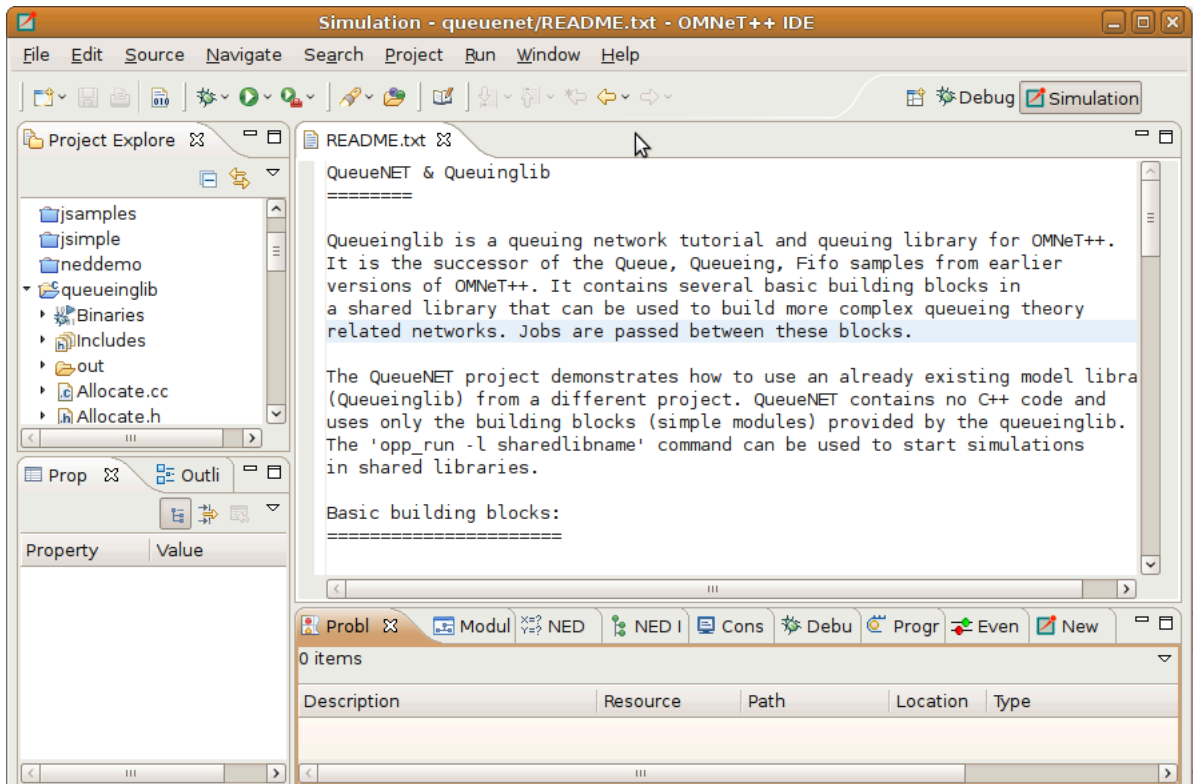 Simulation - queuenet/README.txt - OMNeT++ IDE
File Edit Source Navigate Search Project Run Window Help
Debug Simulation
Project Explore
jsamples
jsimple
neddemo
queueinglib
Binaries
Includes
out
Allocate.cc
Allocate.h
README.txt
QueueNET & Queuinglib
========
Queueinglib is a queuing network tutorial and queuing library for OMNeT++.
It is the successor of the Queue, Queueing, Fifo samples from earlier
versions of OMNeT++. It contains several basic building blocks in
a shared library that can be used to build more complex queueing theory
related networks. Jobs are passed between these blocks.
The QueueNET project demonstrates how to use an already existing model libra
(Queueinglib) from a different project. QueueNET contains no C++ code and
uses only the building blocks (simple modules) provided by the queueinglib.
The 'opp_run -l sharedlibname' command can be used to start simulations
in shared libraries.
Basic building blocks:
======================
Prop Outli
Property Value
Probl Modul NED NED I Cons Debu Progr Even New
0 items
Description Resource Path Location Type